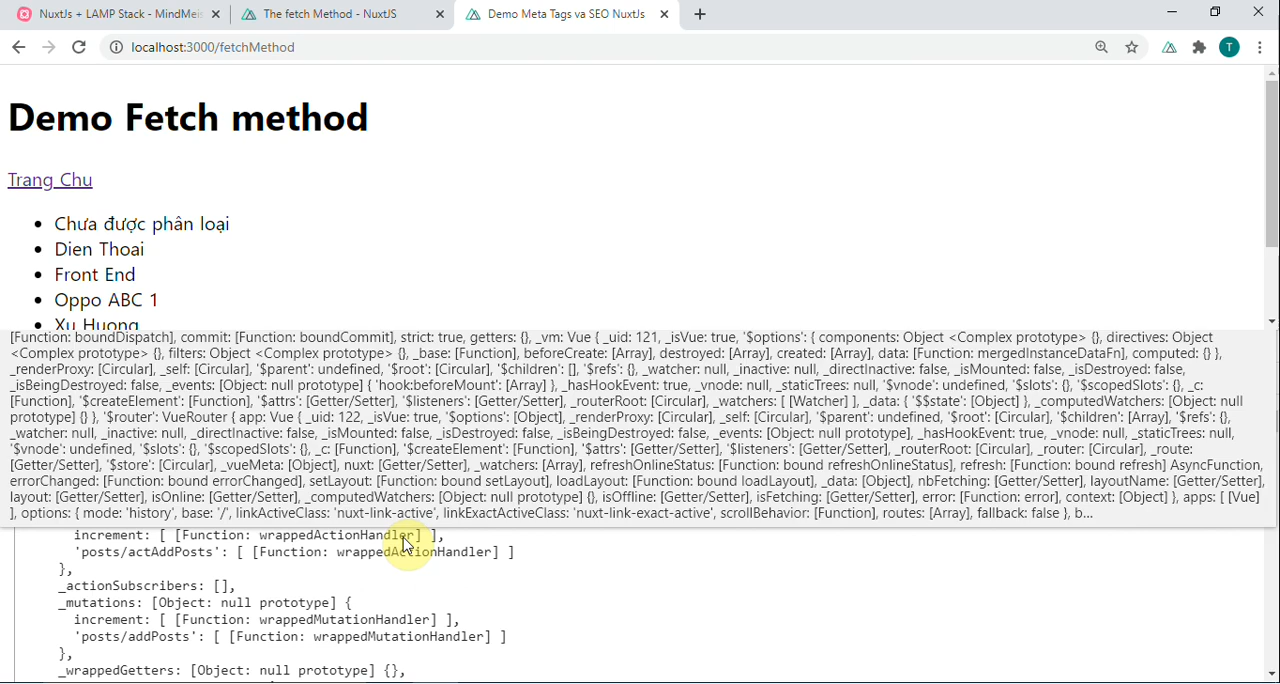 NuxtJs + LAMP Stack - MindMeis
The fetch Method - NuxtJS
Demo Meta Tags va SEO NuxtJs
localhost:3000/fetchMethod
T
Demo Fetch method
Trang Chu
Chưa được phân loại
Dien Thoai
Front End
Oppo ABC 1
Xu Huong
[Function: boundDispatch], commit: [Function: boundCommit], strict: true, getters: {}, _vm: Vue { _uid: 121, _isVue: true, '$options': { components: Object <Complex prototype> {}, directives: Object
<Complex prototype> {}, filters: Object <Complex prototype> {}, _base: [Function], beforeCreate: [Array], destroyed: [Array], created: [Array], data: [Function: mergedInstanceDataFn], computed: {} },
_renderProxy: [Circular], _self: [Circular], '$parent': undefined, '$root': [Circular], '$children': [], '$refs': {}, _watcher: null, _inactive: null, _directInactive: false, _isMounted: false, _isDestroyed: false,
_isBeingDestroyed: false, _events: [Object: null prototype] { 'hook:beforeMount': [Array] }, _hasHookEvent: true, _vnode: null, _staticTrees: null, '$vnode': undefined, '$slots': {}, '$scopedSlots': {}, _c:
[Function], '$createElement': [Function], '$attrs': [Getter/Setter], '$listeners': [Getter/Setter], _routerRoot: [Circular], _watchers: [ [Watcher] ], _data: { '$$state': [Object] }, _computedWatchers: [Object: null
prototype] {} }, '$router': VueRouter { app: Vue { _uid: 122, _isVue: true, '$options': [Object], _renderProxy: [Circular], _self: [Circular], '$parent': undefined, '$root': [Circular], '$children': [Array], '$refs': {},
_watcher: null, _inactive: null, _directInactive: false, _isMounted: false, _isDestroyed: false, _isBeingDestroyed: false, _events: [Object: null prototype], _hasHookEvent: true, _vnode: null, _staticTrees: null,
'$vnode': undefined, '$slots': {}, '$scopedSlots': {}, _c: [Function], '$createElement': [Function], '$attrs': [Getter/Setter], '$listeners': [Getter/Setter], _routerRoot: [Circular], _router: [Circular], _route:
[Getter/Setter], '$store': [Circular], _vueMeta: [Object], nuxt: [Getter/Setter], _watchers: [Array], refreshOnlineStatus: [Function: bound refreshOnlineStatus], refresh: [Function: bound refresh] AsyncFunction,
errorChanged: [Function: bound errorChanged], setLayout: [Function: bound setLayout], loadLayout: [Function: bound loadLayout], _data: [Object], nbFetching: [Getter/Setter], layoutName: [Getter/Setter],
layout: [Getter/Setter], isOnline: [Getter/Setter], _computedWatchers: [Object: null prototype] {}, isOffline: [Getter/Setter], isFetching: [Getter/Setter], error: [Function: error], context: [Object] }, apps: [ [Vue]
], options: { mode: 'history', base: '/', linkActiveClass: 'nuxt-link-active', linkExactActiveClass: 'nuxt-link-exact-active', scrollBehavior: [Function], routes: [Array], fallback: false }, b...
increment: [ [Function: wrappedActionHandler] ],
'posts/actAddPosts': [ [Function: wrappedActionHandler] ]
},
_actionSubscribers: [],
_mutations: [Object: null prototype] {
increment: [ [Function: wrappedMutationHandler] ],
'posts/addPosts': [ [Function: wrappedMutationHandler] ]
},
_wrappedGetters: [Object: null prototype] {},